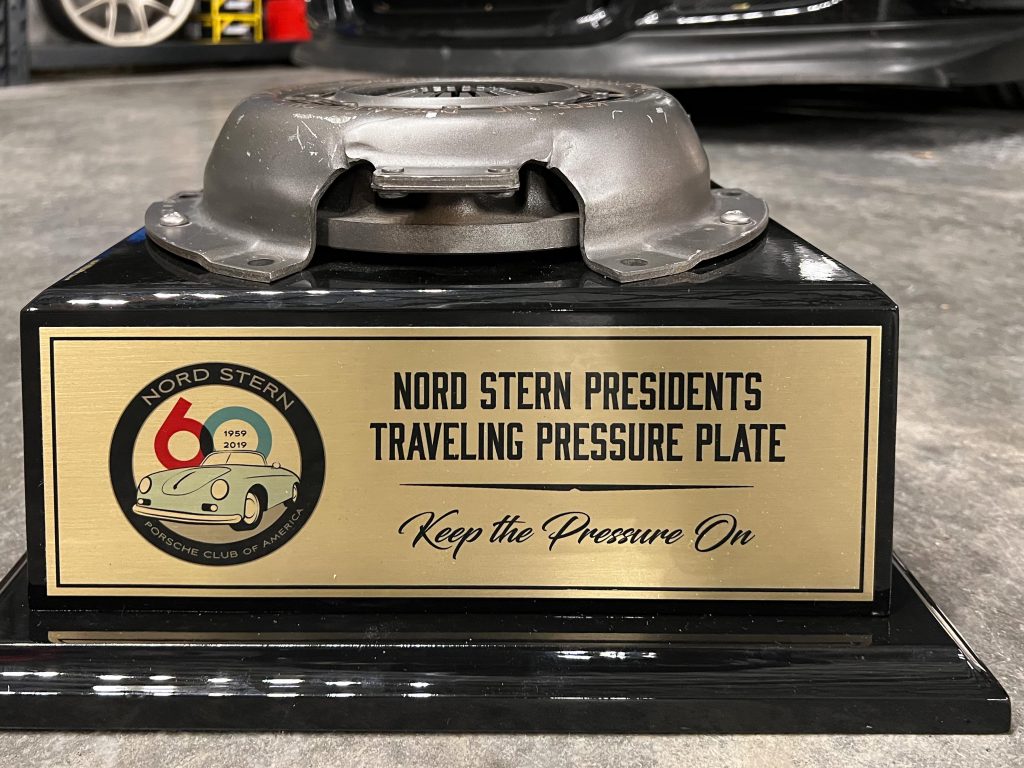 NORD STERN
60
1959
2019
PORSCHE CLUB OF AMERICA
NORD STERN PRESIDENTS
TRAVELING PRESSURE PLATE
Keep the Pressure On